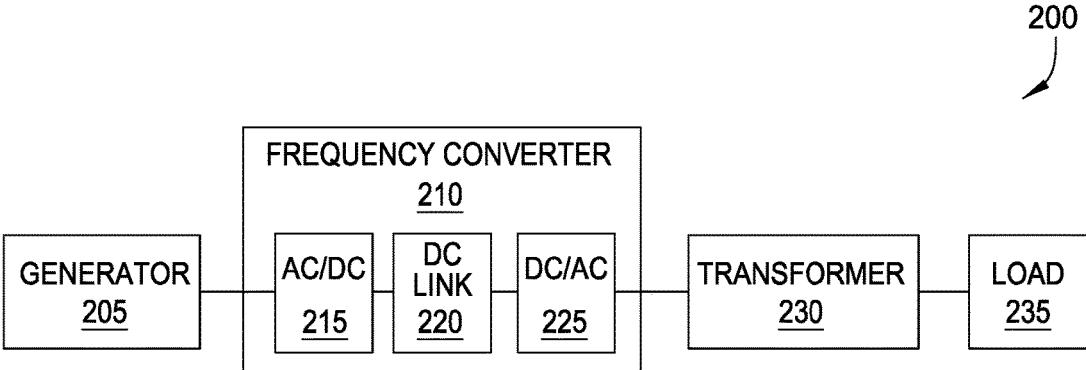 200
FREQUENCY CONVERTER
210
GENERATOR
205
AC/DC
215
DC
LINK
220
DC/AC
225
TRANSFORMER
230
LOAD
235